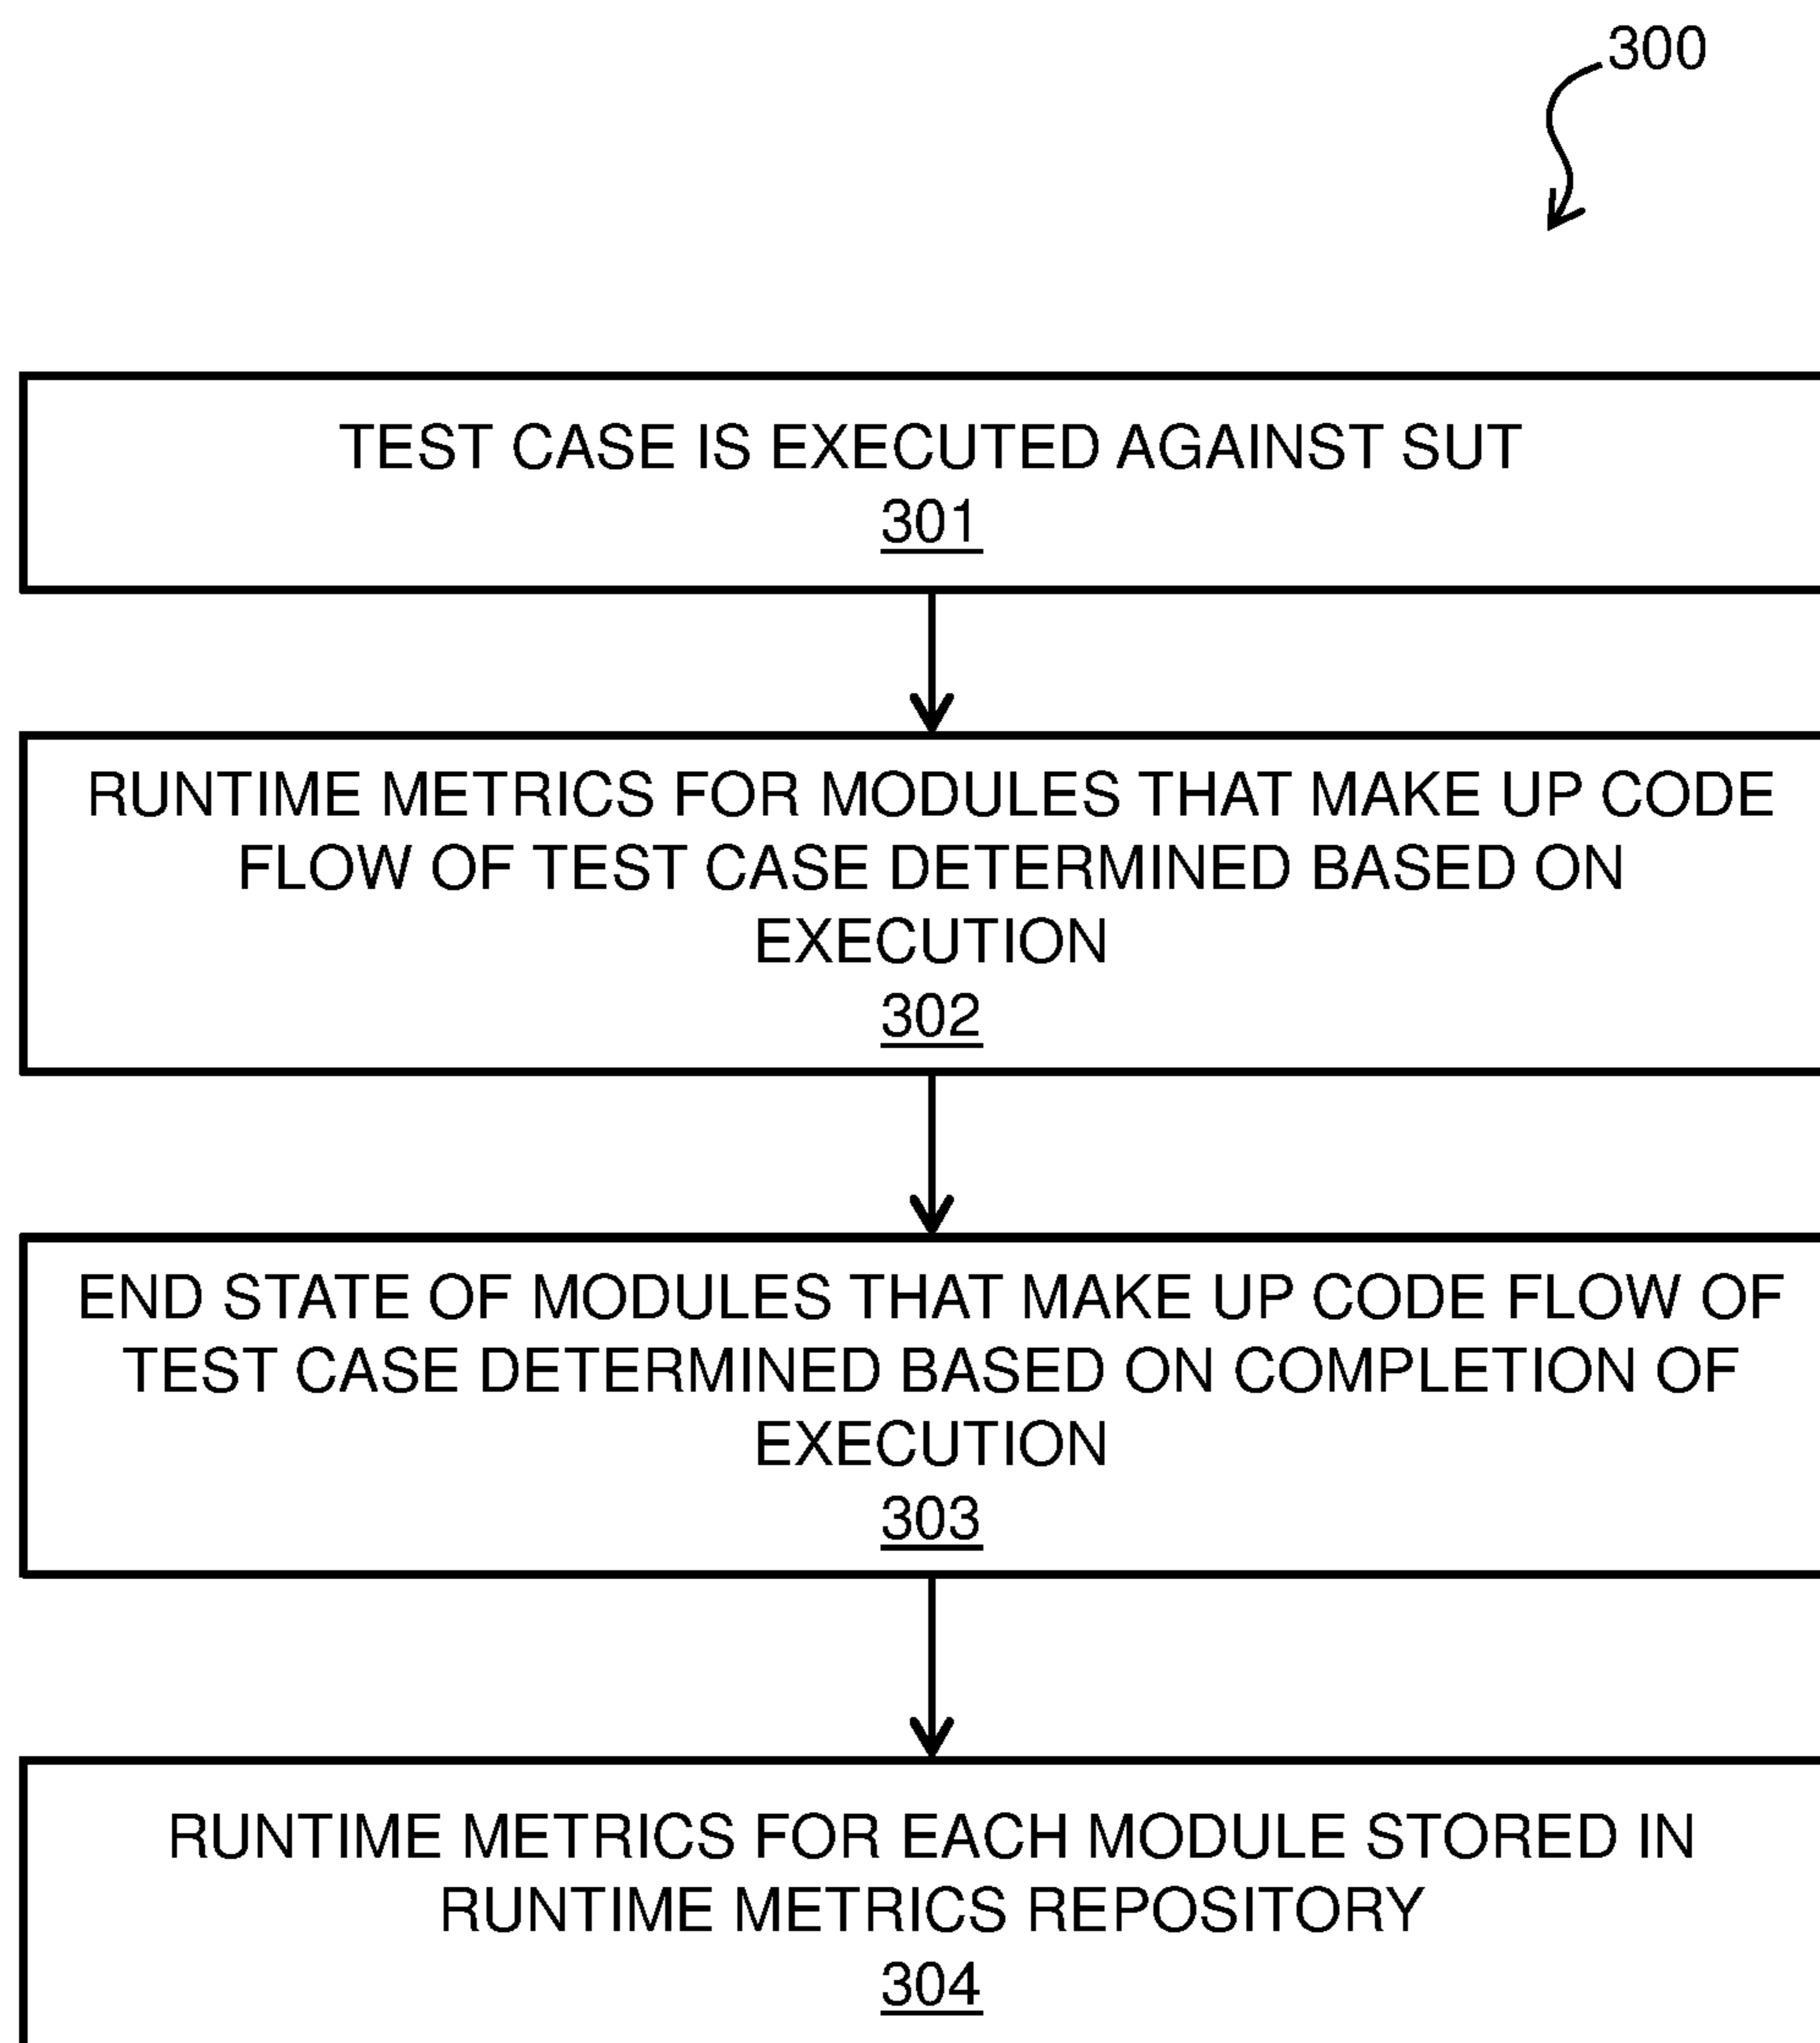 300
TEST CASE IS EXECUTED AGAINST SUT
301
RUNTIME METRICS FOR MODULES THAT MAKE UP CODE
FLOW OF TEST CASE DETERMINED BASED ON
EXECUTION
302
END STATE OF MODULES THAT MAKE UP CODE FLOW OF
TEST CASE DETERMINED BASED ON COMPLETION OF
EXECUTION
303
RUNTIME METRICS FOR EACH MODULE STORED IN
RUNTIME METRICS REPOSITORY
304